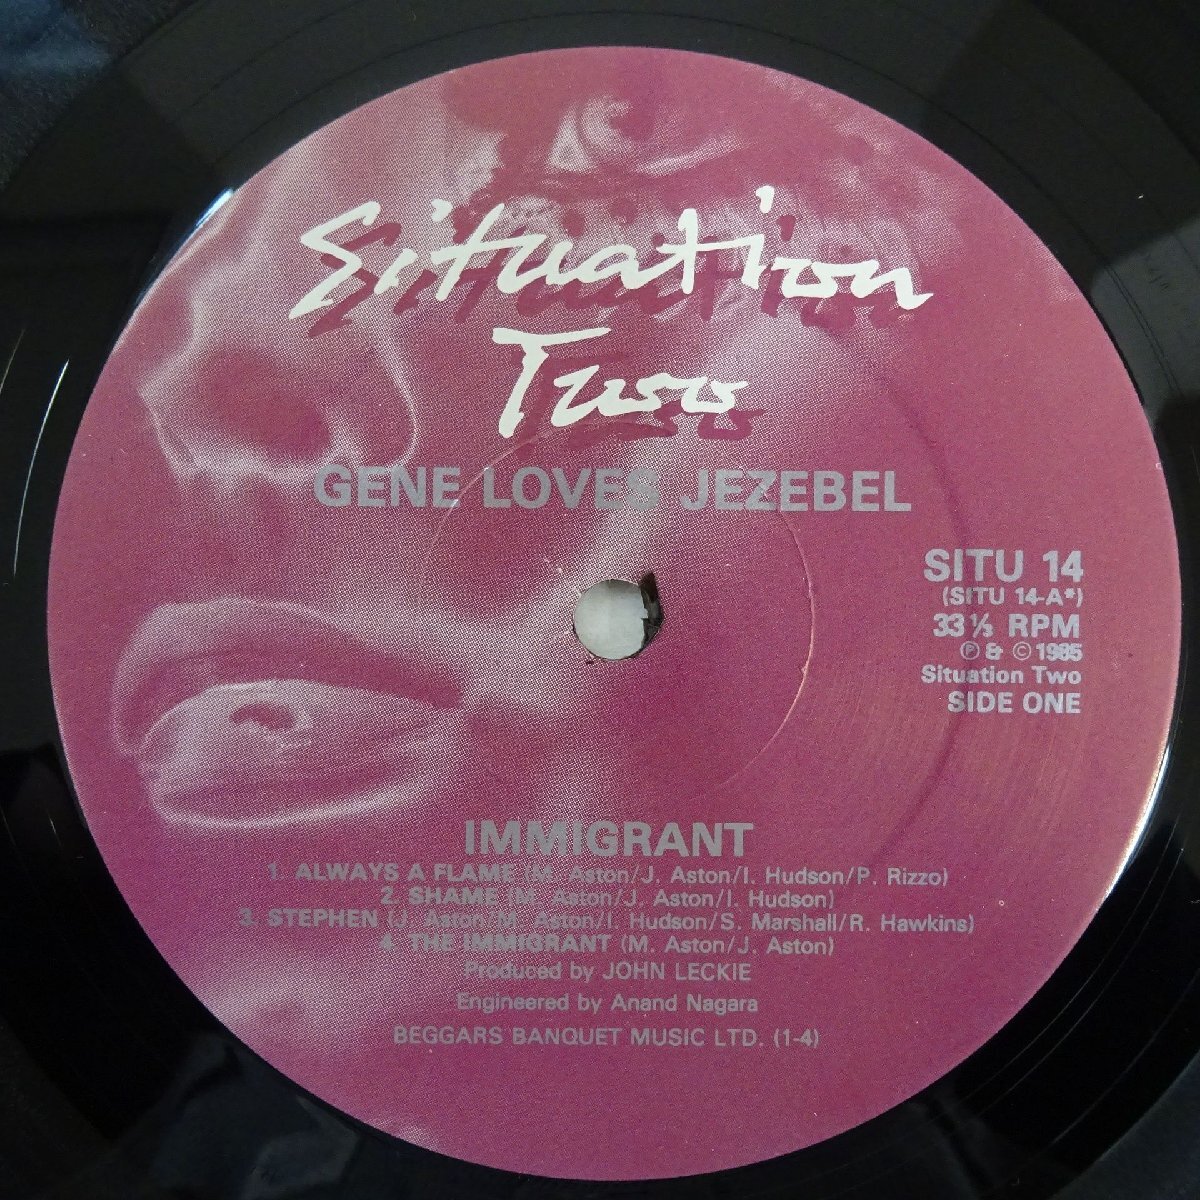 Situation
Two
GENE LOVES JEZEBEL
SITU 14
(SITU 14-A*)
33⅓ RPM
℗ & © 1985
Situation Two
SIDE ONE
IMMIGRANT
1. ALWAYS A FLAME (M. Aston/J. Aston/I. Hudson/P. Rizzo)
2. SHAME (M. Aston/J. Aston/I. Hudson)
3. STEPHEN (J. Aston/M. Aston/I. Hudson/S. Marshall/R. Hawkins)
4. THE IMMIGRANT (M. Aston/J. Aston)
Produced by JOHN LECKIE
Engineered by Anand Nagara
BEGGARS BANQUET MUSIC LTD. (1-4)